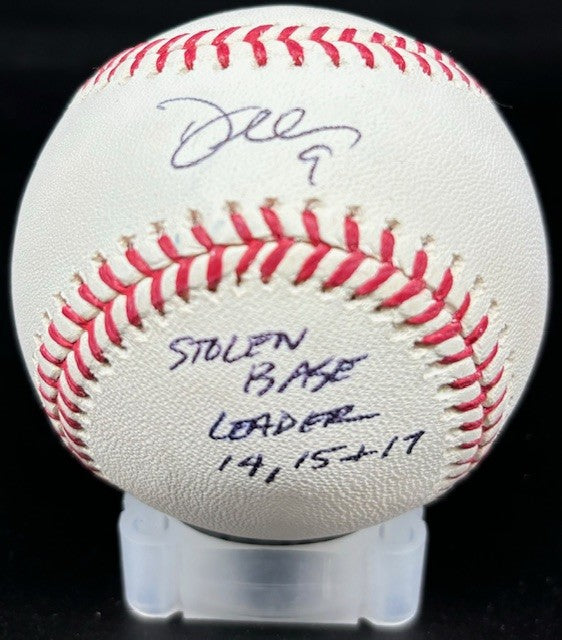 9
STOLEN
BASE
LEADER
14, 15 + 17